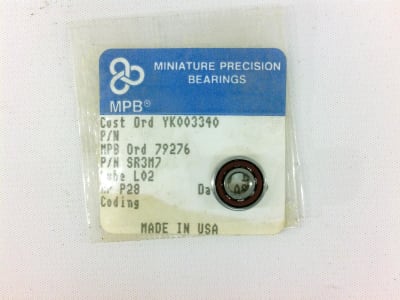 MINIATURE PRECISION
BEARINGS
MPB®
Cust Ord YK003340
P/N
MPB Ord 79276
P/N SR3M7
Lube L02
P28 Da
Coding
MADE IN USA